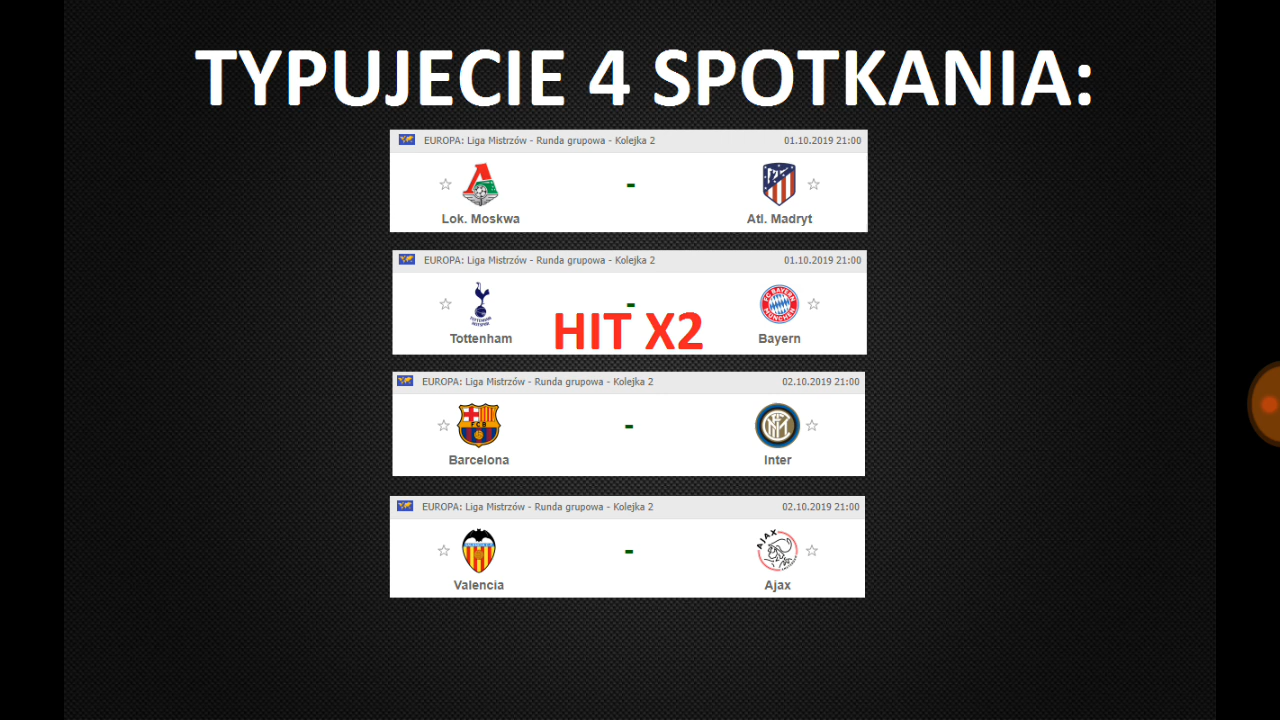 TYPUJECIE 4 SPOTKANIA:
EUROPA: Liga Mistrzów - Runda grupowa - Kolejka 2 01.10.2019 21:00
-
Lok. Moskwa Atl. Madryt
EUROPA: Liga Mistrzów - Runda grupowa - Kolejka 2 01.10.2019 21:00
-
HIT X2
Tottenham Bayern
EUROPA: Liga Mistrzów - Runda grupowa - Kolejka 2 02.10.2019 21:00
FCB
-
Barcelona Inter
EUROPA: Liga Mistrzów - Runda grupowa - Kolejka 2 02.10.2019 21:00
AJAX
-
Valencia Ajax